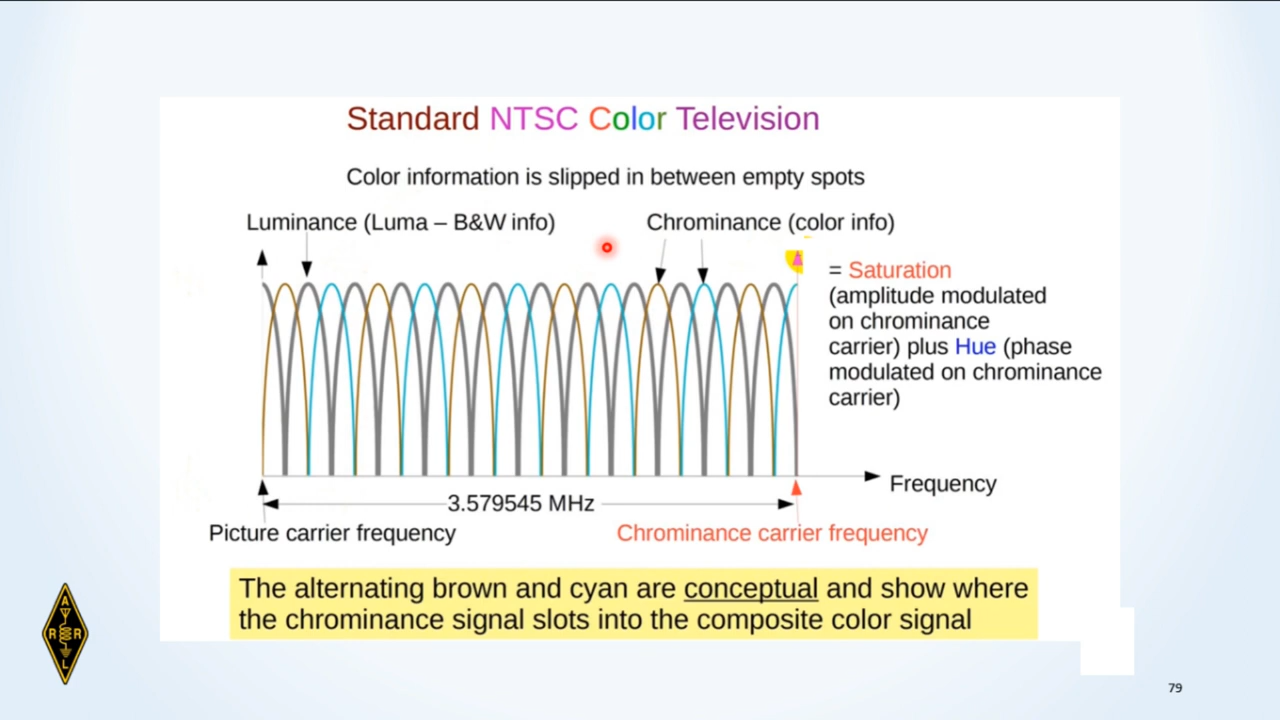 Standard NTSC Color Television
Color information is slipped in between empty spots
Luminance (Luma – B&W info)
Chrominance (color info)
= Saturation
(amplitude modulated
on chrominance
carrier) plus Hue (phase
modulated on chrominance
carrier)
Frequency
3.579545 MHz
Picture carrier frequency
Chrominance carrier frequency
The alternating brown and cyan are conceptual and show where
the chrominance signal slots into the composite color signal
A
R R
L
79